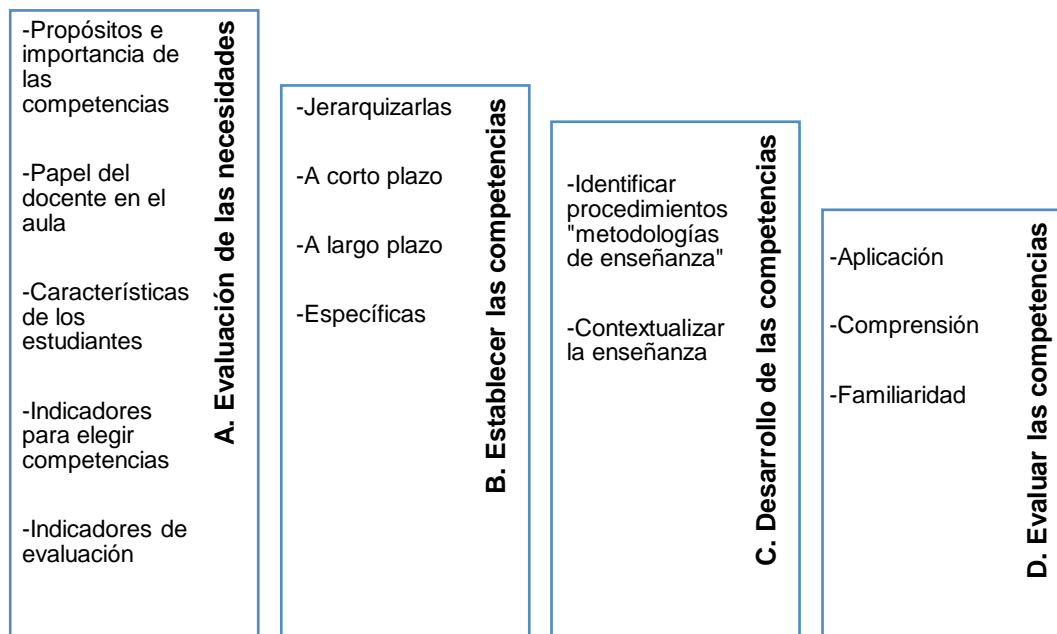 -Propósitos e
importancia de
las
competencias
-Papel del
docente en el
aula
-Características
de los
estudiantes
-Indicadores
para elegir
competencias
-Indicadores de
evaluación
A. Evaluación de las necesidades
-Jerarquizarlas
-A corto plazo
-A largo plazo
-Específicas
B. Establecer las competencias
-Identificar
procedimientos
"metodologías
de enseñanza"
-Contextualizar
la enseñanza
C. Desarrollo de las competencias
-Aplicación
-Comprensión
-Familiaridad
D. Evaluar las competencias